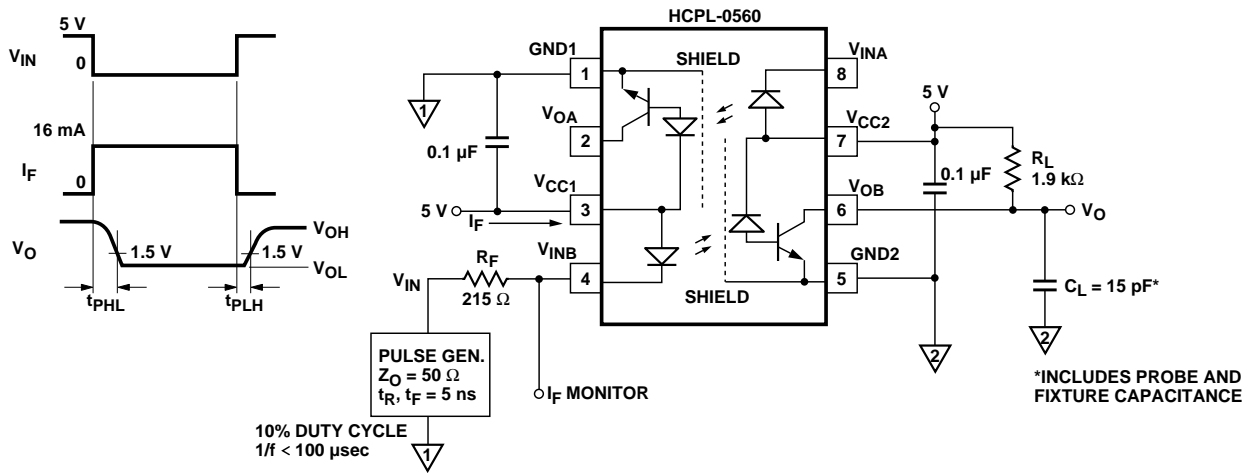 HCPL-0560
5 V
V_IN
0
16 mA
I_F
0
V_O
1.5 V
1.5 V
V_OH
V_OL
t_PHL
t_PLH
GND1
1
1
V_OA
2
0.1 µF
V_CC1
5 V
3
I_F
V_INB
4
V_IN
R_F
215 Ω
SHIELD
SHIELD
V_INA
8
5 V
V_CC2
7
0.1 µF
R_L
1.9 kΩ
V_OB
6
V_O
GND2
5
C_L = 15 pF*
2
2
PULSE GEN.
Z_O = 50 Ω
t_R, t_F = 5 ns
I_F MONITOR
10% DUTY CYCLE
1/f < 100 µsec
1
*INCLUDES PROBE AND
FIXTURE CAPACITANCE